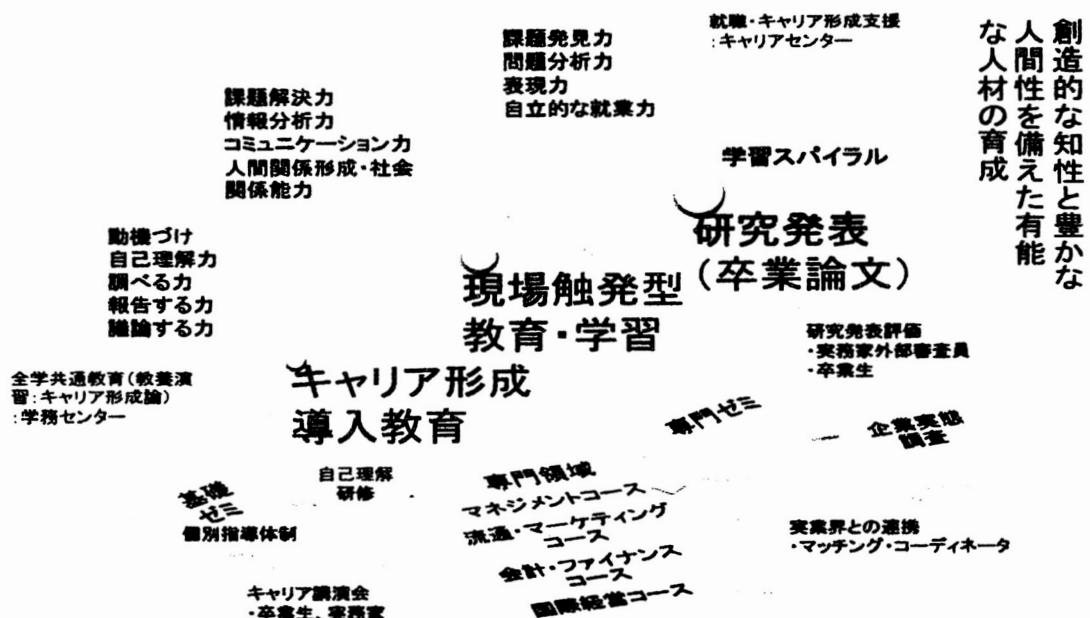 創造的な知性と豊かな
人間性を備えた有能
な人材の育成
就職・キャリア形成支援
:キャリアセンター
課題発見力
問題分析力
表現力
自立的な就業力
課題解決力
情報分析力
コミュニケーション力
人間関係形成・社会
関係能力
学習スパイラル
動機づけ
自己理解力
調べる力
報告する力
議論する力
研究発表
(卒業論文)
現場触発型
教育・学習
キャリア形成
導入教育
全学共通教育(教養演
習:キャリア形成論)
:学務センター
研究発表評価
・実務家外部審査員
・卒業生
専門ゼミ
企業実態
調査
基礎
ゼミ
個別指導体制
自己理解
研修
専門領域
マネジメントコース
流通・マーケティング
コース
会計・ファイナンス
コース
国際経営コース
実業界との連携
・マッチング・コーディネータ
キャリア講演会
・卒業生、実務家